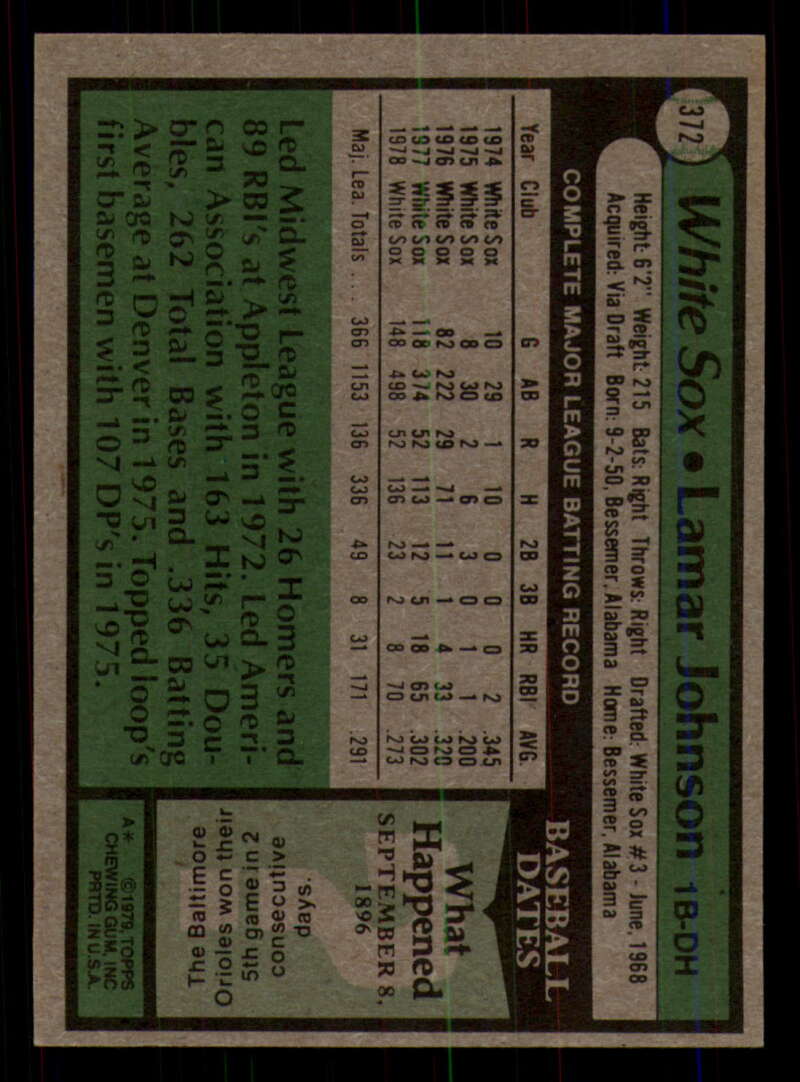 372
White Sox • Lamar Johnson 1B-DH
Height: 6'2" Weight: 215 Bats: Right Throws: Right Drafted: White Sox #3 - June, 1968
Acquired: Via Draft Born: 9-2-50, Bessemer, Alabama Home: Bessemer, Alabama
COMPLETE MAJOR LEAGUE BATTING RECORD
Year Club G AB R H 2B 3B HR RBI AVG.
1974 White Sox 10 29 1 10 0 0 0 2 .345
1975 White Sox 8 30 2 6 3 0 1 1 .200
1976 White Sox 82 222 29 71 11 1 4 33 .320
1977 White Sox 118 374 52 113 12 5 18 65 .302
1978 White Sox 148 498 52 136 23 2 8 70 .273
Maj. Lea. Totals . . . 366 1153 136 336 49 8 31 171 .291
Led Midwest League with 26 Homers and
89 RBI's at Appleton in 1972. Led Ameri-
can Association with 163 Hits, 35 Dou-
bles, 262 Total Bases and .336 Batting
Average at Denver in 1975. Topped loop's
first basemen with 107 DP's in 1975.
BASEBALL
DATES
What
Happened
SEPTEMBER 8,
1896
The Baltimore
Orioles won their
5th game in 2
consecutive
days.
A* ©1979, TOPPS
CHEWING GUM, INC
PRTD. IN U.S.A.